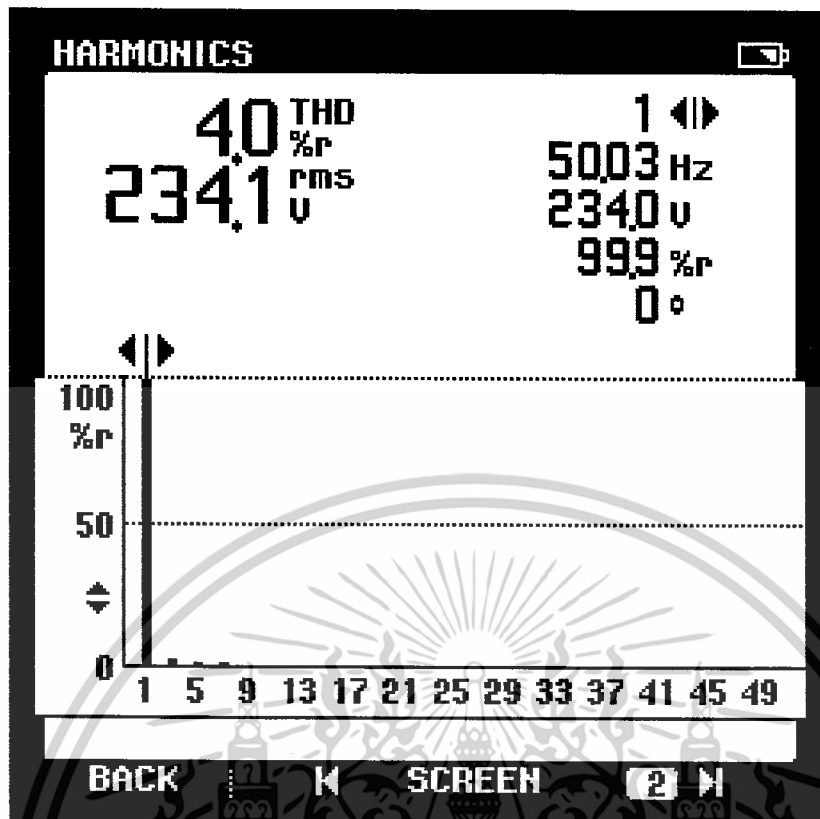 HARMONICS
4.0 THD %r
234.1 rms V
1
50.03 Hz
234.0 V
99.9 %r
0 °
100
%r
50
0
1 5 9 13 17 21 25 29 33 37 41 45 49
BACK SCREEN 2